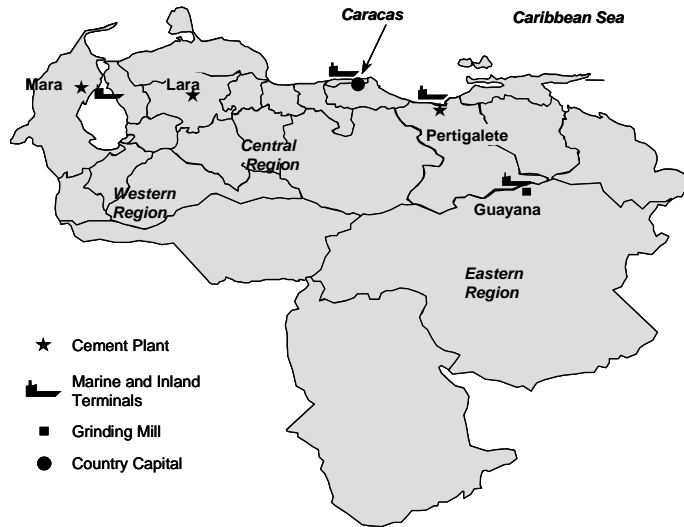 Caracas
Caribbean Sea
Mara
Lara
Pertigalete
Central
Region
Western
Region
Guayana
Eastern
Region
Cement Plant
Marine and Inland
Terminals
Grinding Mill
Country Capital